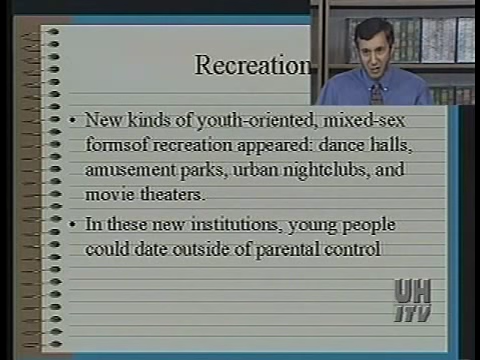 Recreation
• New kinds of youth-oriented, mixed-sex
formsof recreation appeared: dance halls,
amusement parks, urban nightclubs, and
movie theaters.
• In these new institutions, young people
could date outside of parental control
UH
ITV